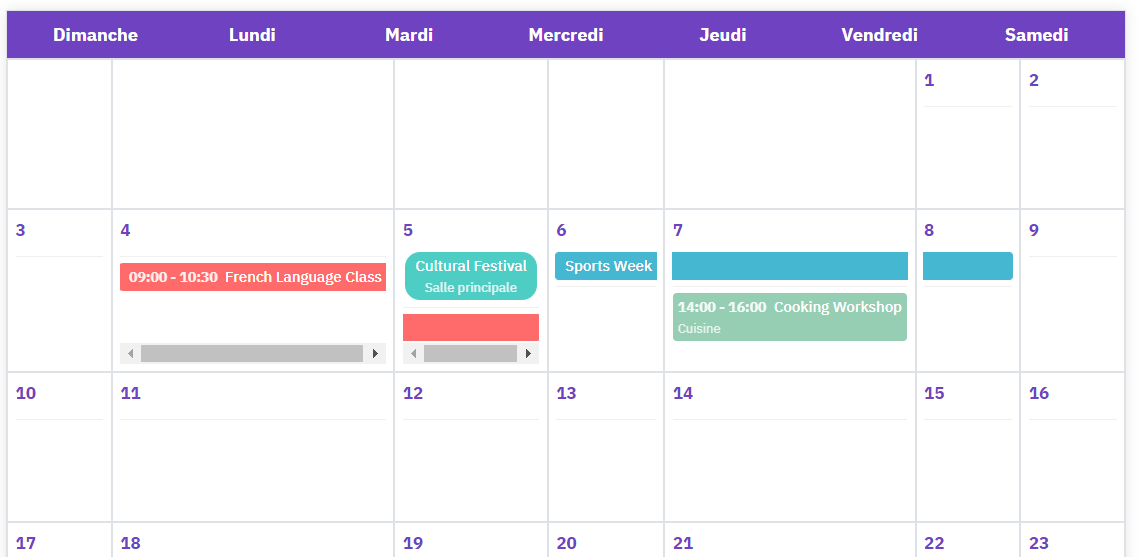 Dimanche Lundi Mardi Mercredi Jeudi Vendredi Samedi
1 2
3 4 5 6 7 8 9
Cultural Festival
Salle principale
Sports Week
09:00 - 10:30 French Language Class
14:00 - 16:00 Cooking Workshop
Cuisine
10 11 12 13 14 15 16
17 18 19 20 21 22 23